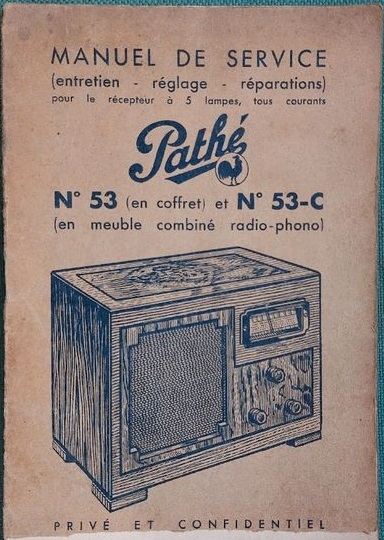 MANUEL DE SERVICE
(entretien - réglage - réparations)
pour le récepteur à 5 lampes, tous courants
Pathé
N° 53 (en coffret) et N° 53-C
(en meuble combiné radio-phono)
PRIVÉ ET CONFIDENTIEL